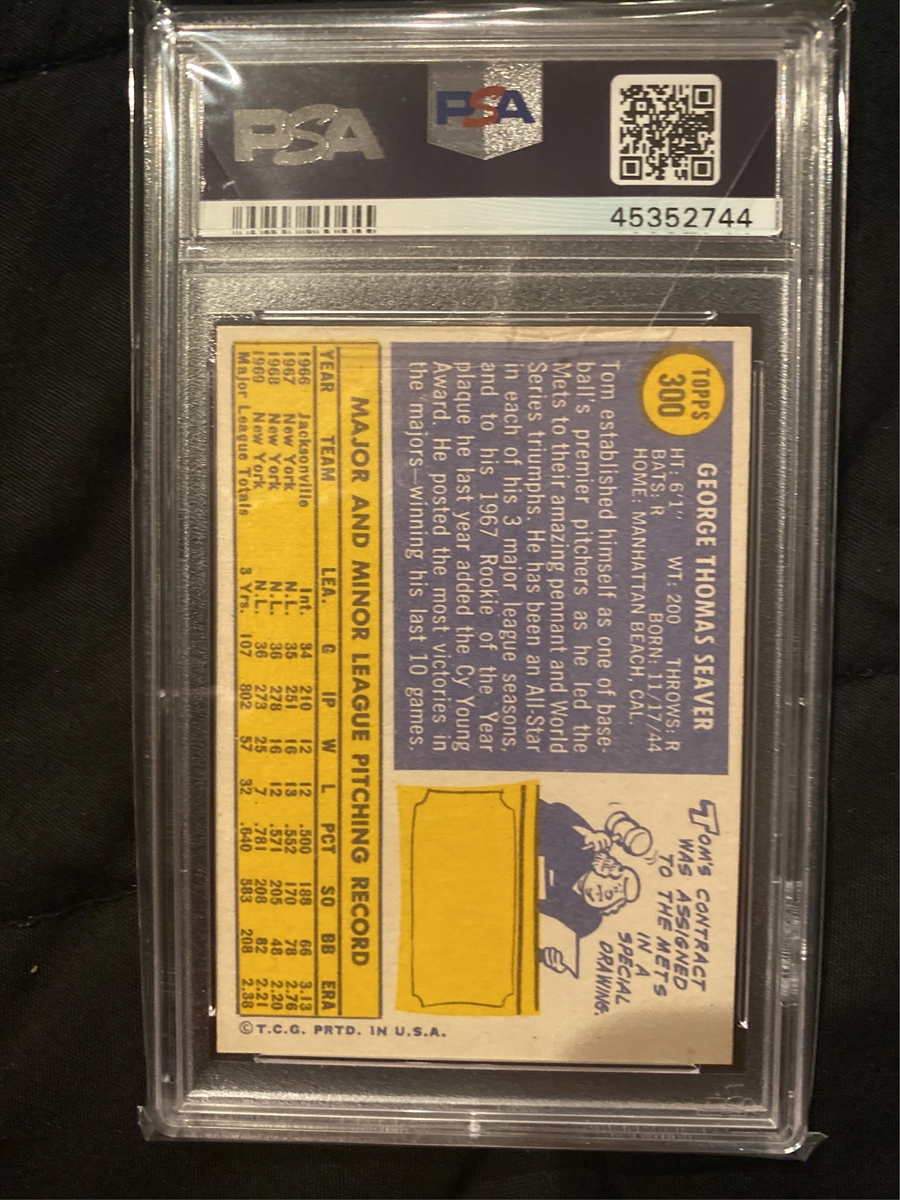 PSA
PSA
45352744
TOPPS
300
GEORGE THOMAS SEAVER
HT: 6'1" WT: 200 THROWS: R
BATS: R BORN: 11/17/44
HOME: MANHATTAN BEACH, CAL.
Tom established himself as one of base-
ball's premier pitchers as he led the
Mets to their amazing pennant and World
Series triumphs. He has been an All-Star
in each of his 3 major league seasons,
and to his 1967 Rookie of the Year
plaque he last year added the Cy Young
Award. He posted the most victories in
the majors—winning his last 10 games.
TOM'S CONTRACT
WAS ASSIGNED
TO THE METS
IN A
SPECIAL
DRAWING.
MAJOR AND MINOR LEAGUE PITCHING RECORD
YEAR TEAM LEA. G IP W L PCT SO BB ERA
1966 Jacksonville Int. 34 210 12 12 .500 188 66 3.13
1967 New York N.L. 35 251 16 13 .552 170 78 2.76
1968 New York N.L. 36 278 16 12 .571 205 48 2.20
1969 New York N.L. 36 273 25 7 .781 208 82 2.21
Major League Totals 3 Yrs. 107 802 57 32 .640 583 208 2.38
©T.C.G. PRTD. IN U.S.A.